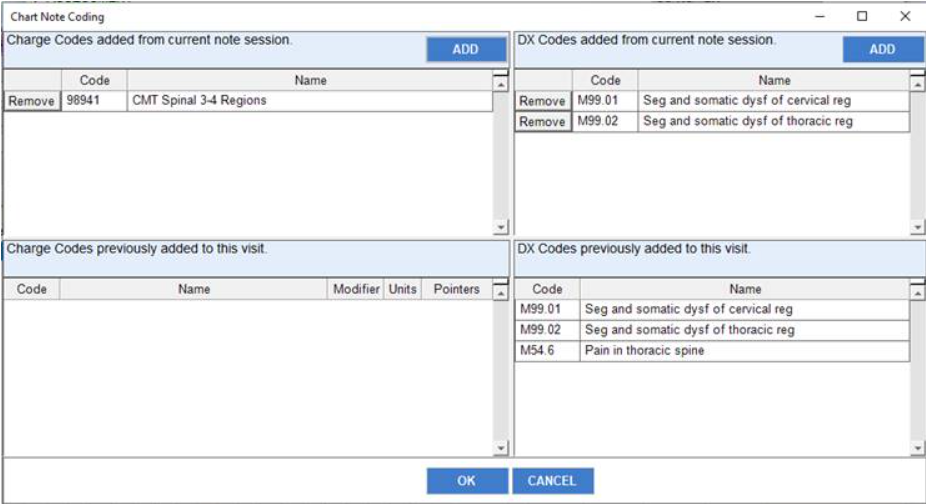 Chart Note Coding
Charge Codes added from current note session.
ADD
Code Name
Remove 98941 CMT Spinal 3-4 Regions
DX Codes added from current note session.
ADD
Code Name
Remove M99.01 Seg and somatic dysf of cervical reg
Remove M99.02 Seg and somatic dysf of thoracic reg
Charge Codes previously added to this visit.
Code Name Modifier Units Pointers
DX Codes previously added to this visit.
Code Name
M99.01 Seg and somatic dysf of cervical reg
M99.02 Seg and somatic dysf of thoracic reg
M54.6 Pain in thoracic spine
OK CANCEL